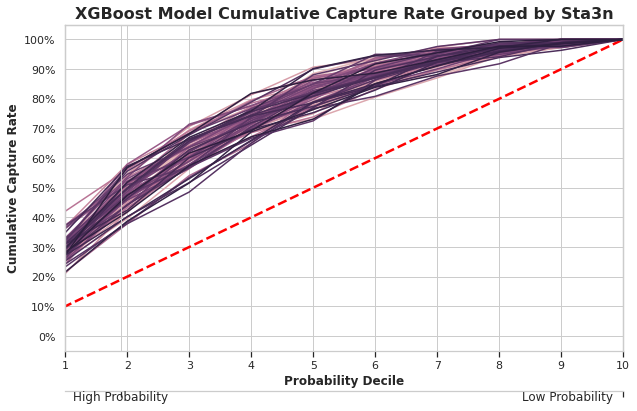 XGBoost Model Cumulative Capture Rate Grouped by Sta3n
100%
90%
80%
70%
60%
50%
40%
30%
20%
10%
0%
Cumulative Capture Rate
1 2 3 4 5 6 7 8 9 10
Probability Decile
High Probability Low Probability